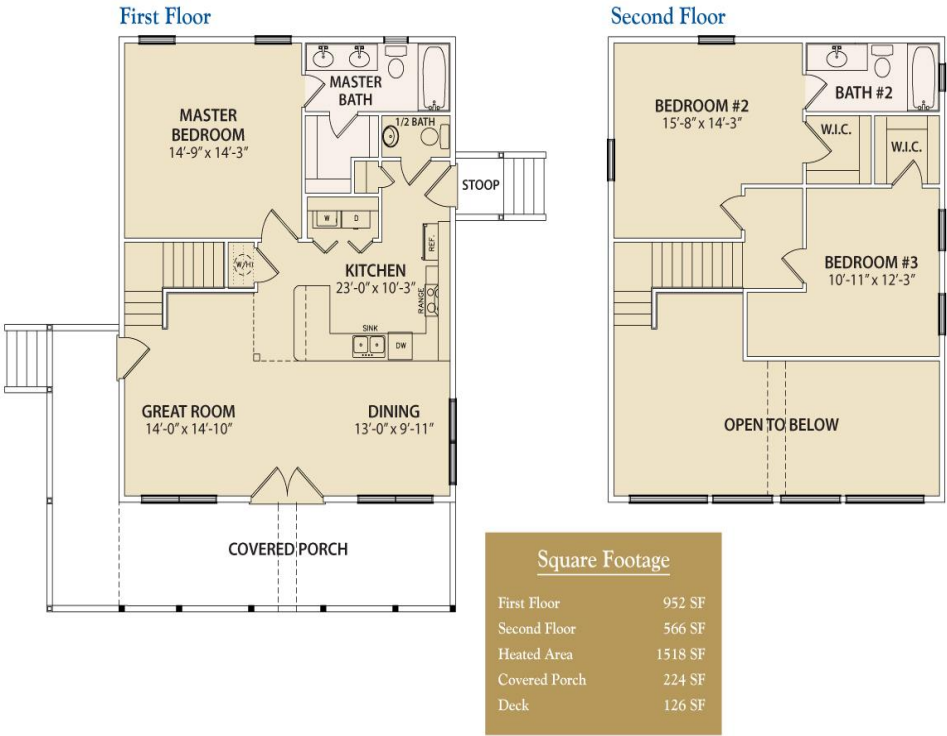 First Floor
MASTER
BEDROOM
14'-9" x 14'-3"
MASTER
BATH
1/2 BATH
STOOP
W
D
W/H
REF.
KITCHEN
23'-0" x 10'-3"
RANGE
SINK
DW
GREAT ROOM
14'-0" x 14'-10"
DINING
13'-0" x 9'-11"
COVERED PORCH
Second Floor
BEDROOM #2
15'-8" x 14'-3"
BATH #2
W.I.C.
W.I.C.
BEDROOM #3
10'-11" x 12'-3"
OPEN TO BELOW
Square Footage
First Floor 952 SF
Second Floor 566 SF
Heated Area 1518 SF
Covered Porch 224 SF
Deck 126 SF